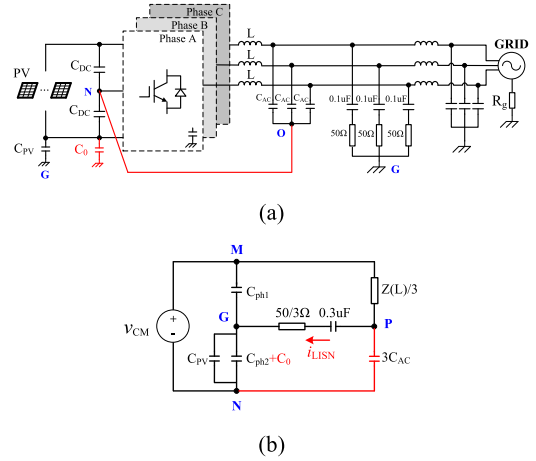 Phase C
Phase B
Phase A
L
L
L
GRID
PV
...
C_DC
N
C_DC
C_AC C_AC C_AC
0.1uF 0.1uF 0.1uF
50Ω 50Ω 50Ω
R_g
O
C_PV
C_0
G
G
(a)
M
C_ph1
Z(L)/3
50/3Ω 0.3uF
G
P
+
v_CM
-
i_LISN
C_PV
C_ph2+C_0
3C_AC
N
(b)